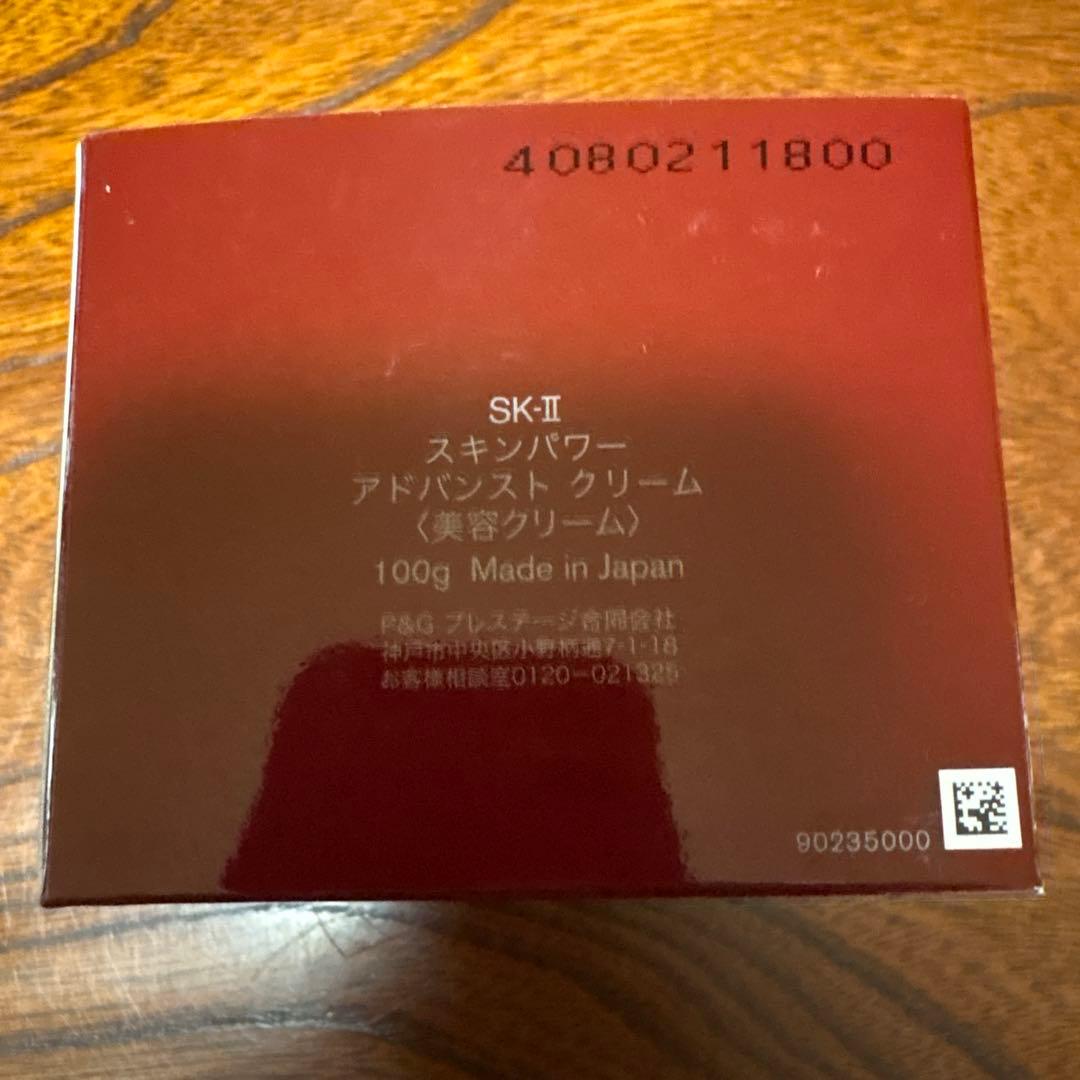 4080211800
SK-Ⅱ
スキンパワー
アドバンスト クリーム
〈美容クリーム〉
100g Made in Japan
P&G プレステージ合同会社
神戸市中央区小野柄通7-1-18
お客様相談室0120-021325
90235000